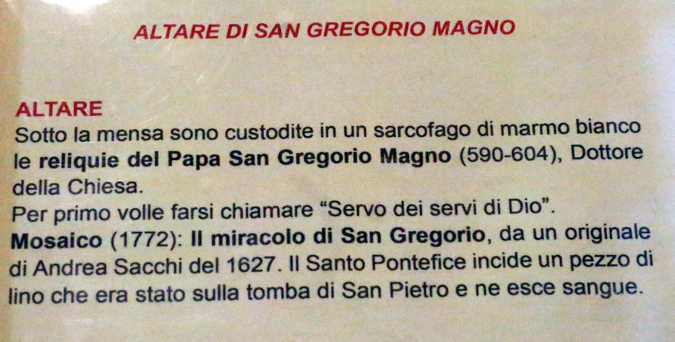 ALTARE DI SAN GREGORIO MAGNO
ALTARE
Sotto la mensa sono custodite in un sarcofago di marmo bianco
le reliquie del Papa San Gregorio Magno (590-604), Dottore
della Chiesa.
Per primo volle farsi chiamare “Servo dei servi di Dio”.
Mosaico (1772): Il miracolo di San Gregorio, da un originale
di Andrea Sacchi del 1627. Il Santo Pontefice incide un pezzo di
lino che era stato sulla tomba di San Pietro e ne esce sangue.